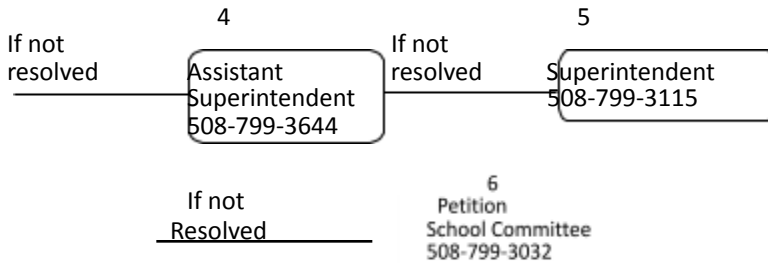 4
If not
resolved
Assistant
Superintendent
508-799-3644
If not
resolved
5
Superintendent
508-799-3115
If not
Resolved
6
Petition
School Committee
508-799-3032